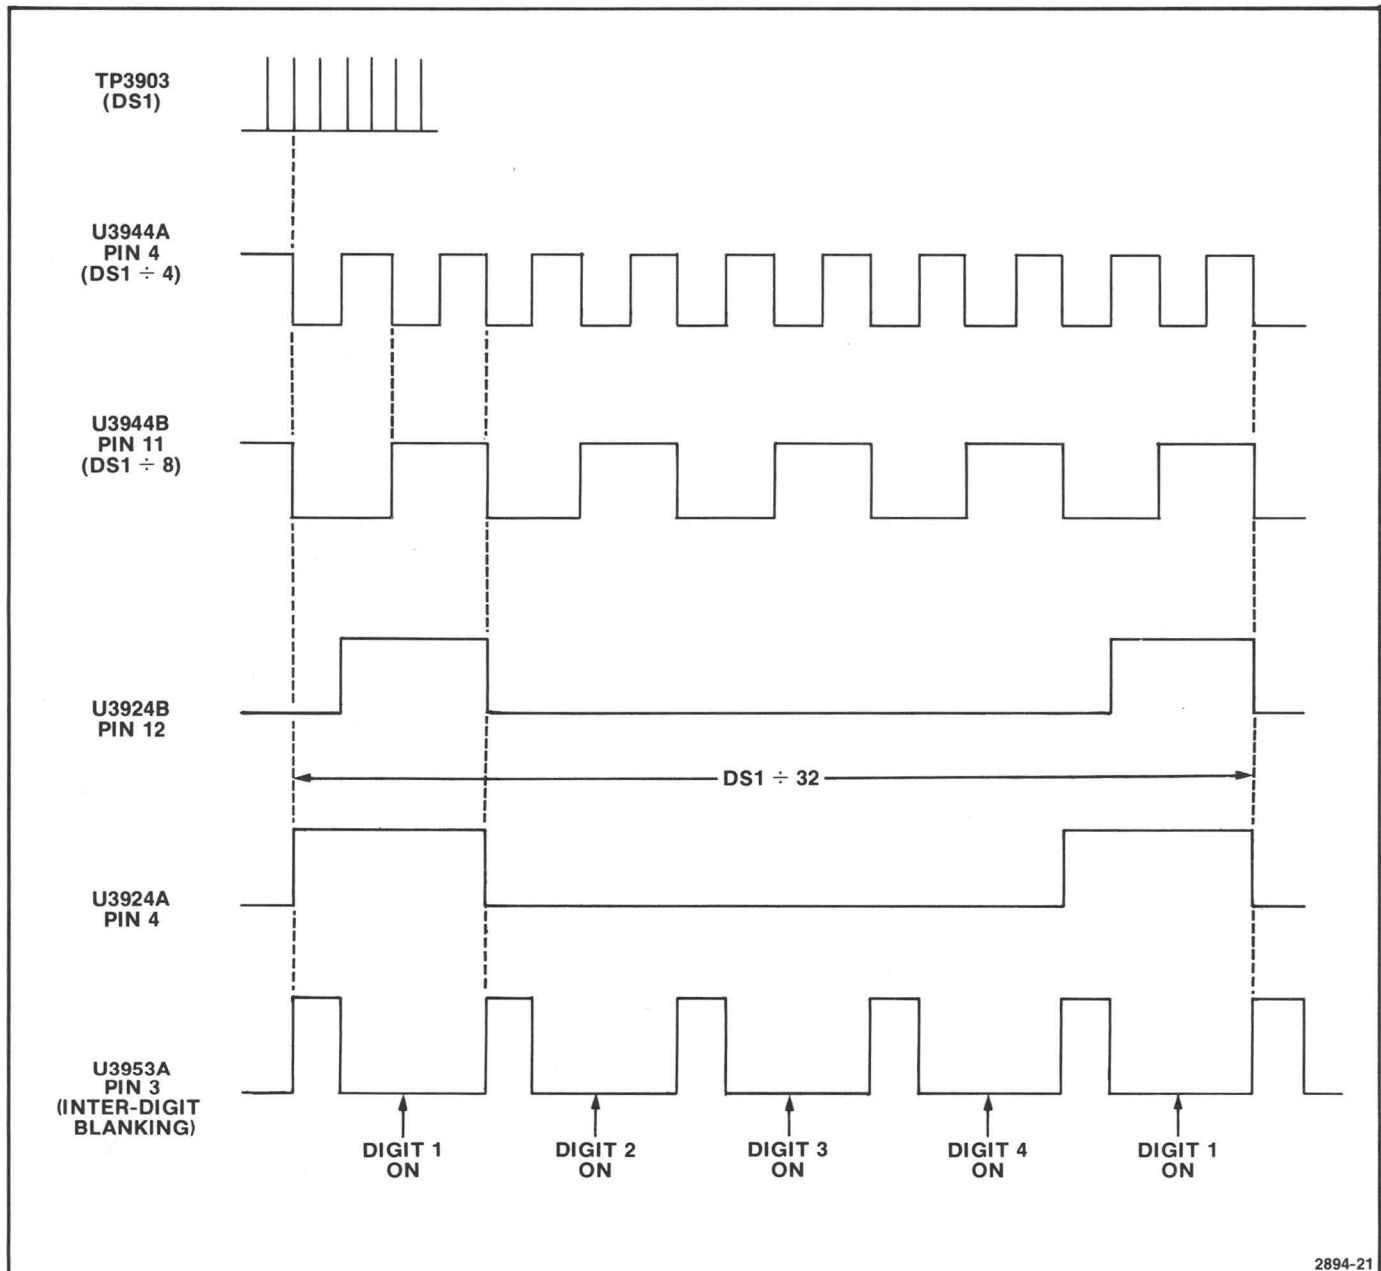 TP3903
(DS1)
U3944A
PIN 4
(DS1 ÷ 4)
U3944B
PIN 11
(DS1 ÷ 8)
U3924B
PIN 12
DS1 ÷ 32
U3924A
PIN 4
U3953A
PIN 3
(INTER-DIGIT
BLANKING)
DIGIT 1
ON
DIGIT 2
ON
DIGIT 3
ON
DIGIT 4
ON
DIGIT 1
ON
2894-21